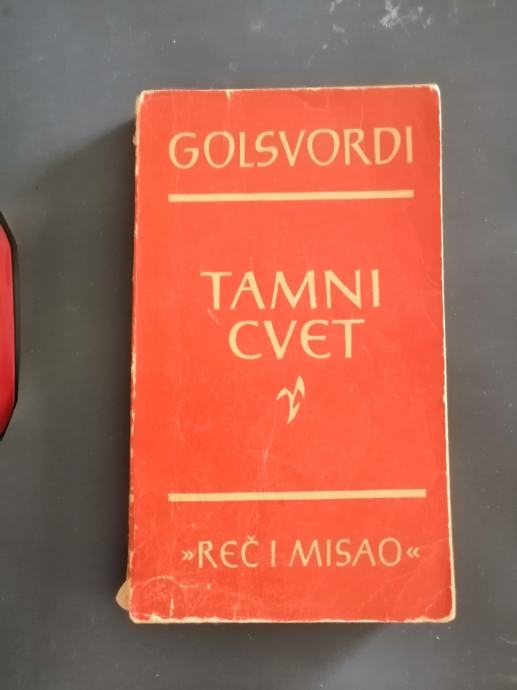 GOLSVORDI
TAMNI
CVET
»REČ I MISAO«